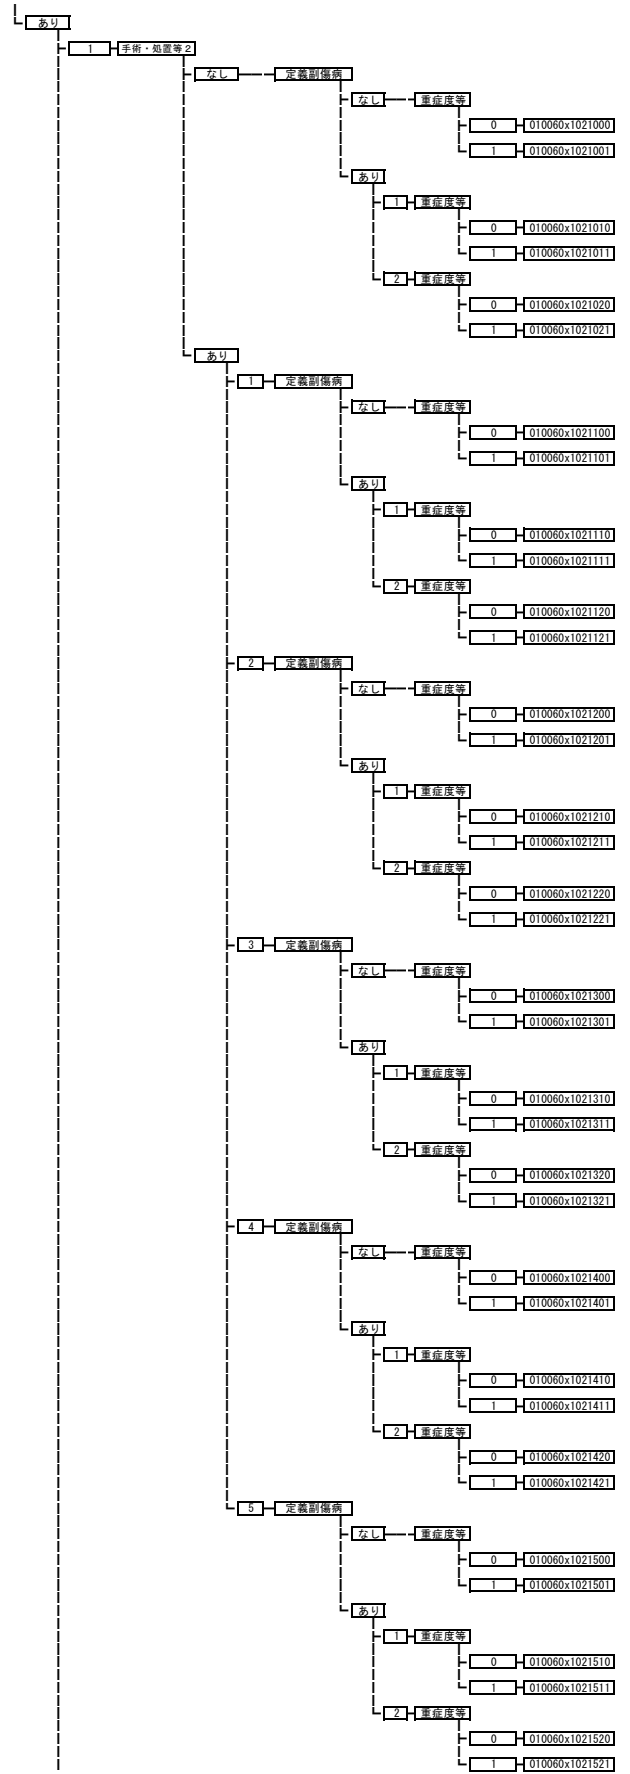 あり
1 手術・処置等２
なし 定義副傷病
なし 重症度等
0 010060x1021000
1 010060x1021001
あり
1 重症度等
0 010060x1021010
1 010060x1021011
2 重症度等
0 010060x1021020
1 010060x1021021
あり
1 定義副傷病
なし 重症度等
0 010060x1021100
1 010060x1021101
あり
1 重症度等
0 010060x1021110
1 010060x1021111
2 重症度等
0 010060x1021120
1 010060x1021121
2 定義副傷病
なし 重症度等
0 010060x1021200
1 010060x1021201
あり
1 重症度等
0 010060x1021210
1 010060x1021211
2 重症度等
0 010060x1021220
1 010060x1021221
3 定義副傷病
なし 重症度等
0 010060x1021300
1 010060x1021301
あり
1 重症度等
0 010060x1021310
1 010060x1021311
2 重症度等
0 010060x1021320
1 010060x1021321
4 定義副傷病
なし 重症度等
0 010060x1021400
1 010060x1021401
あり
1 重症度等
0 010060x1021410
1 010060x1021411
2 重症度等
0 010060x1021420
1 010060x1021421
5 定義副傷病
なし 重症度等
0 010060x1021500
1 010060x1021501
あり
1 重症度等
0 010060x1021510
1 010060x1021511
2 重症度等
0 010060x1021520
1 010060x1021521